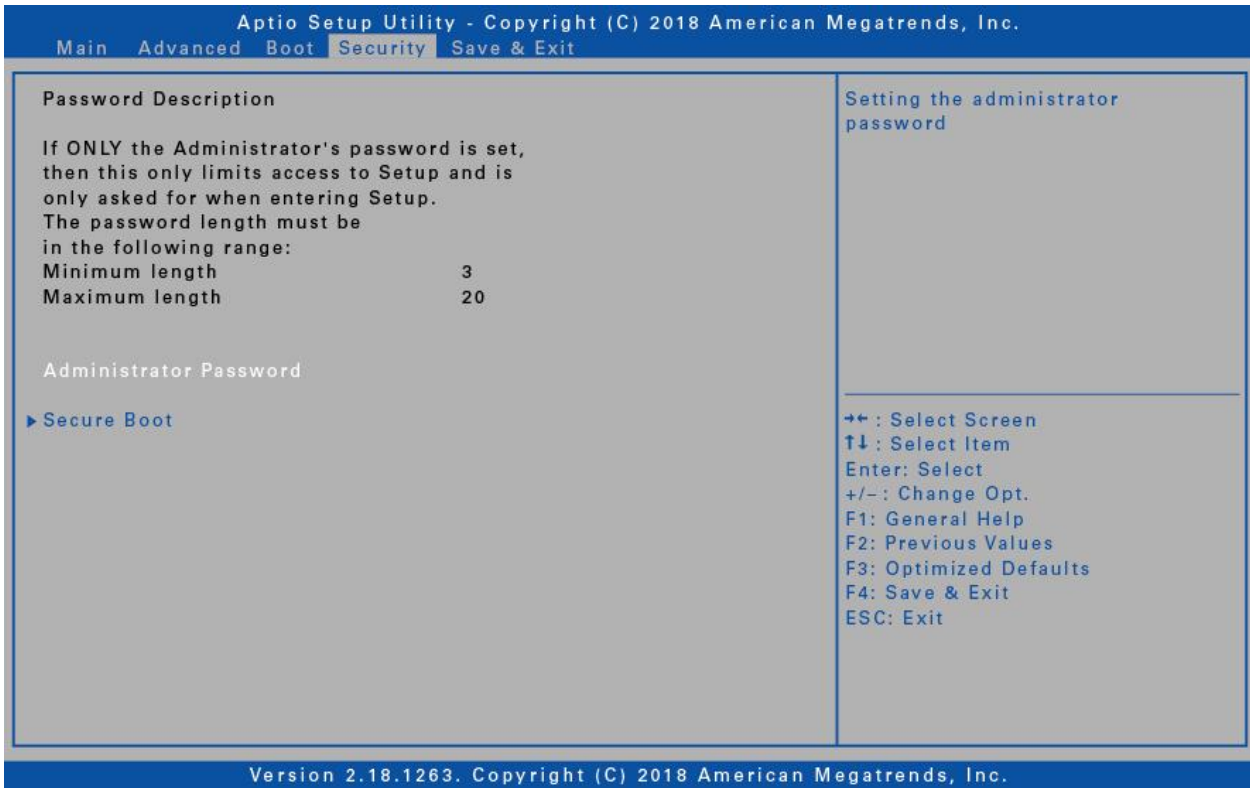 Aptio Setup Utility - Copyright (C) 2018 American Megatrends, Inc.
Main Advanced Boot Security Save & Exit
Password Description
If ONLY the Administrator's password is set,
then this only limits access to Setup and is
only asked for when entering Setup.
The password length must be
in the following range:
Minimum length 3
Maximum length 20
Administrator Password
▶ Secure Boot
Setting the administrator
password
→← : Select Screen
↑↓ : Select Item
Enter: Select
+/– : Change Opt.
F1: General Help
F2: Previous Values
F3: Optimized Defaults
F4: Save & Exit
ESC: Exit
Version 2.18.1263. Copyright (C) 2018 American Megatrends, Inc.